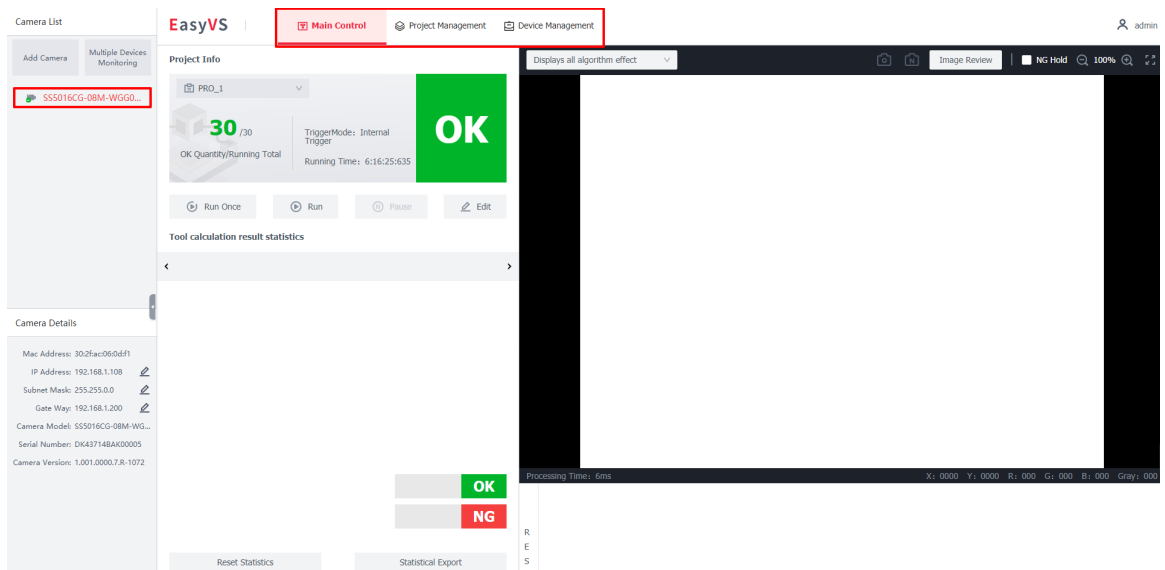 Camera List
EasyVS
Main Control
Project Management
Device Management
admin
Add Camera
Multiple Devices
Monitoring
SS5016CG-08M-WGG0...
Project Info
Displays all algorithm effect
N
Image Review
NG Hold
100%
PRO_1
30 /30
OK Quantity/Running Total
TriggerMode: Internal
Trigger
Running Time: 6:16:25:635
OK
Run Once
Run
Pause
Edit
Tool calculation result statistics
Camera Details
Mac Address: 30:2f:ac:06:0d:f1
IP Address: 192.168.1.108
Subnet Mask: 255.255.0.0
Gate Way: 192.168.1.200
Camera Model: SS5016CG-08M-WG...
Serial Number: DK43714BAK00005
Camera Version: 1.001.0000.7.R-1072
Processing Time: 6ms
X: 0000 Y: 0000 R: 000 G: 000 B: 000 Gray: 000
OK
NG
R
E
S
Reset Statistics
Statistical Export